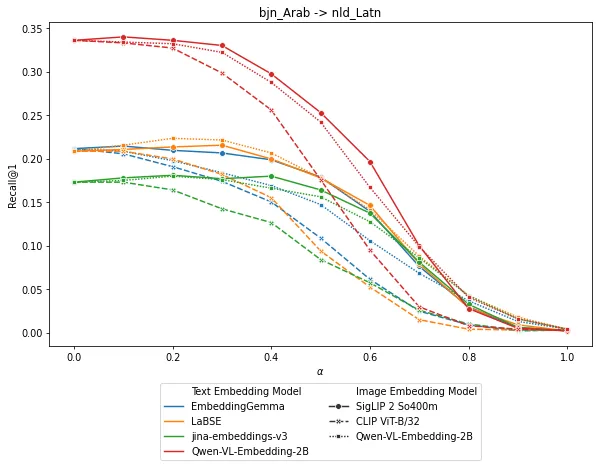 bjn_Arab -> nld_Latn
0.35
0.30
0.25
0.20
0.15
0.10
0.05
0.00
Recall@1
0.0 0.2 0.4 0.6 0.8 1.0
α
Text Embedding Model Image Embedding Model
EmbeddingGemma SigLIP 2 So400m
LaBSE CLIP ViT-B/32
jina-embeddings-v3 Qwen-VL-Embedding-2B
Qwen-VL-Embedding-2B